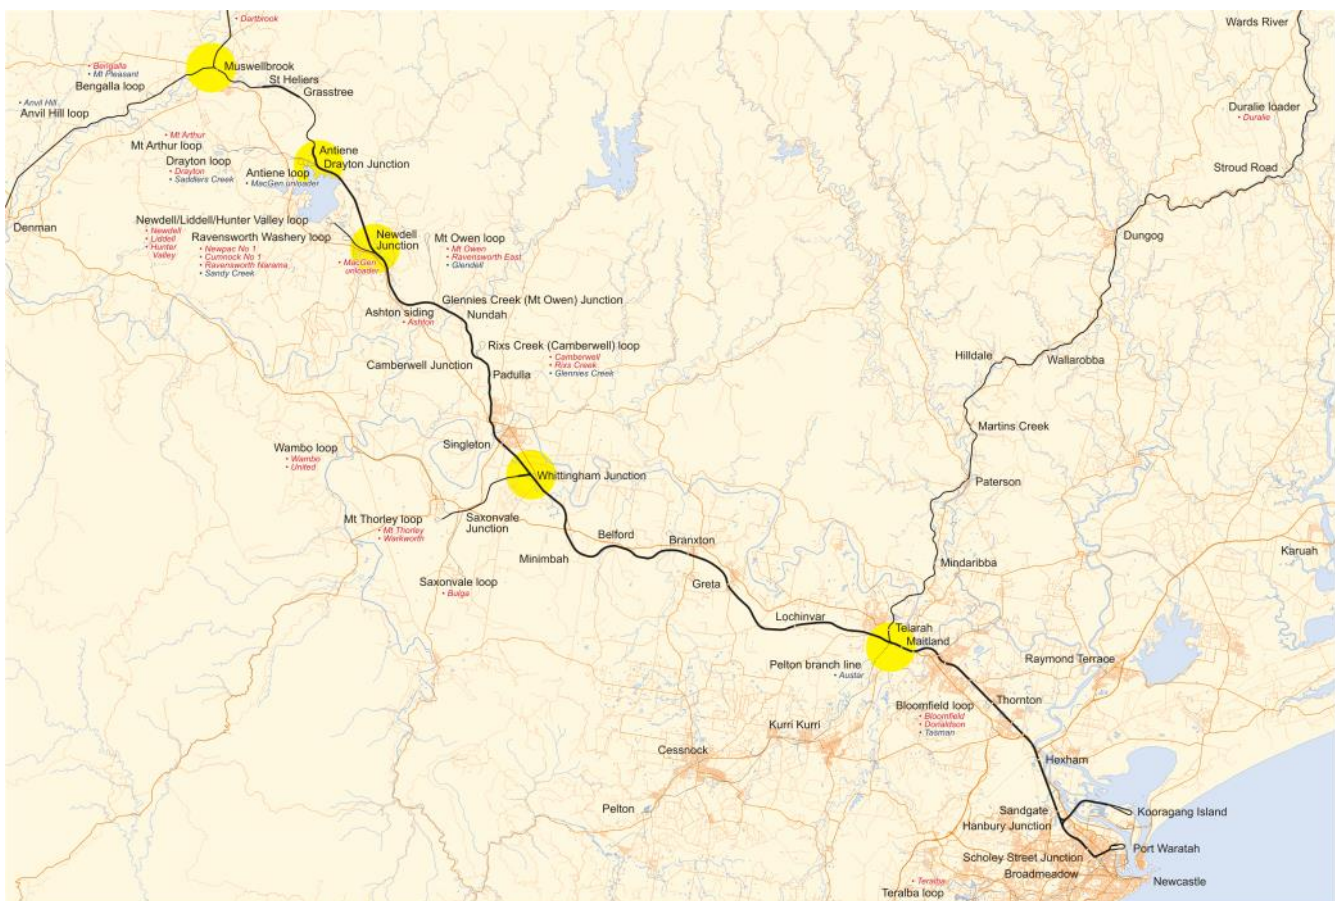 • Dartbrook
Wards River
• Bengalla
• Mt Pleasant
Bengalla loop
Muswellbrook
St Heliers
Grasstree
• Anvil Hill
Anvil Hill loop
Duralie loader
• Duralie
• Mt Arthur
Mt Arthur loop
Drayton loop
• Drayton
• Saddlers Creek
Antiene
Drayton Junction
Antiene loop
• MacGen unloader
Stroud Road
Denman
Newdell/Liddell/Hunter Valley loop
• Newdell
• Liddell
• Hunter
Valley
Ravensworth Washery loop
• Newpac No 1
• Cumnock No 1
• Ravensworth Narama
• Sandy Creek
Newdell
Junction
• MacGen
unloader
Mt Owen loop
• Mt Owen
• Ravensworth East
• Glendell
Dungog
Glennies Creek (Mt Owen) Junction
Ashton siding
• Ashton
Nundah
Rixs Creek (Camberwell) loop
• Camberwell
• Rixs Creek
• Glennies Creek
Camberwell Junction
Padulla
Hilldale
Wallarobba
Martins Creek
Singleton
Wambo loop
• Wambo
• United
Whittingham Junction
Paterson
Mt Thorley loop
• Mt Thorley
• Warkworth
Saxonvale
Junction
Belford
Branxton
Minimbah
Karuah
Mindaribba
Saxonvale loop
• Bulga
Greta
Lochinvar
Telarah
Maitland
Pelton branch line
• Austar
Raymond Terrace
Bloomfield loop
• Bloomfield
• Donaldson
• Tasman
Thornton
Kurri Kurri
Cessnock
Hexham
Pelton
Sandgate
Hanbury Junction
Kooragang Island
Scholey Street Junction
Port Waratah
Broadmeadow
Newcastle
• Teralba
Teralba loop